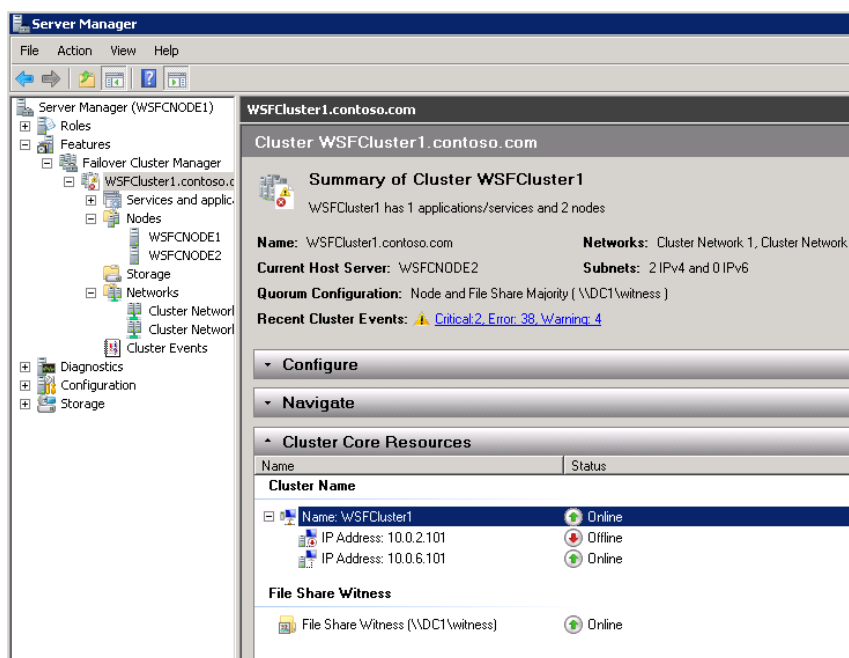 Server Manager
File Action View Help
Server Manager (WSFCNODE1)
Roles
Features
Failover Cluster Manager
WSFCluster1.contoso.c
Services and applic
Nodes
WSFCNODE1
WSFCNODE2
Storage
Networks
Cluster Networl
Cluster Networl
Cluster Events
Diagnostics
Configuration
Storage
WSFCluster1.contoso.com
Cluster WSFCluster1.contoso.com
Summary of Cluster WSFCluster1
WSFCluster1 has 1 applications/services and 2 nodes
Name: WSFCluster1.contoso.com Networks: Cluster Network 1, Cluster Network
Current Host Server: WSFCNODE2 Subnets: 2 IPv4 and 0 IPv6
Quorum Configuration: Node and File Share Majority ( \\DC1\witness )
Recent Cluster Events: Critical:2, Error: 38, Warning: 4
Configure
Navigate
Cluster Core Resources
Name Status
Cluster Name
Name: WSFCluster1 Online
IP Address: 10.0.2.101 Offline
IP Address: 10.0.6.101 Online
File Share Witness
File Share Witness (\\DC1\witness) Online